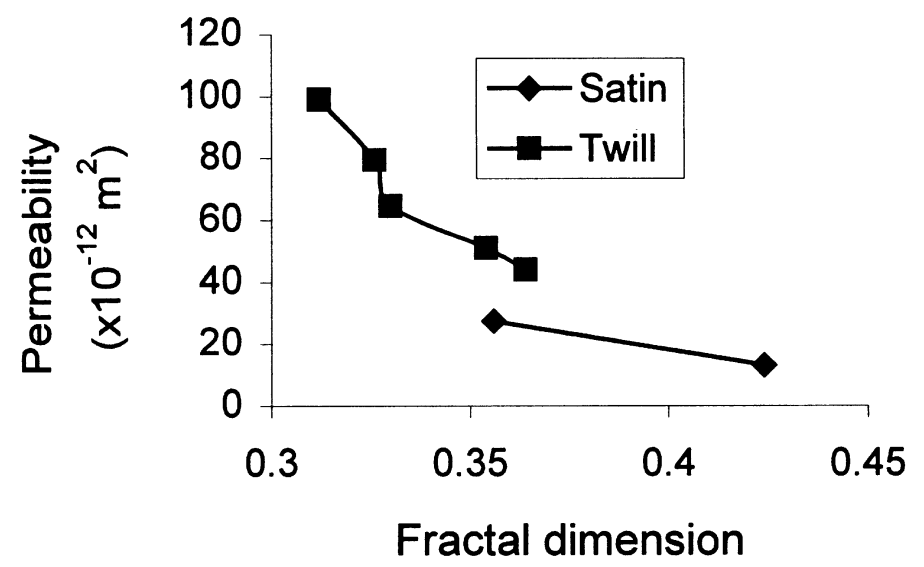 120
100
80
60
40
20
0
Permeability
(x10⁻¹² m²)
Satin
Twill
0.3 0.35 0.4 0.45
Fractal dimension